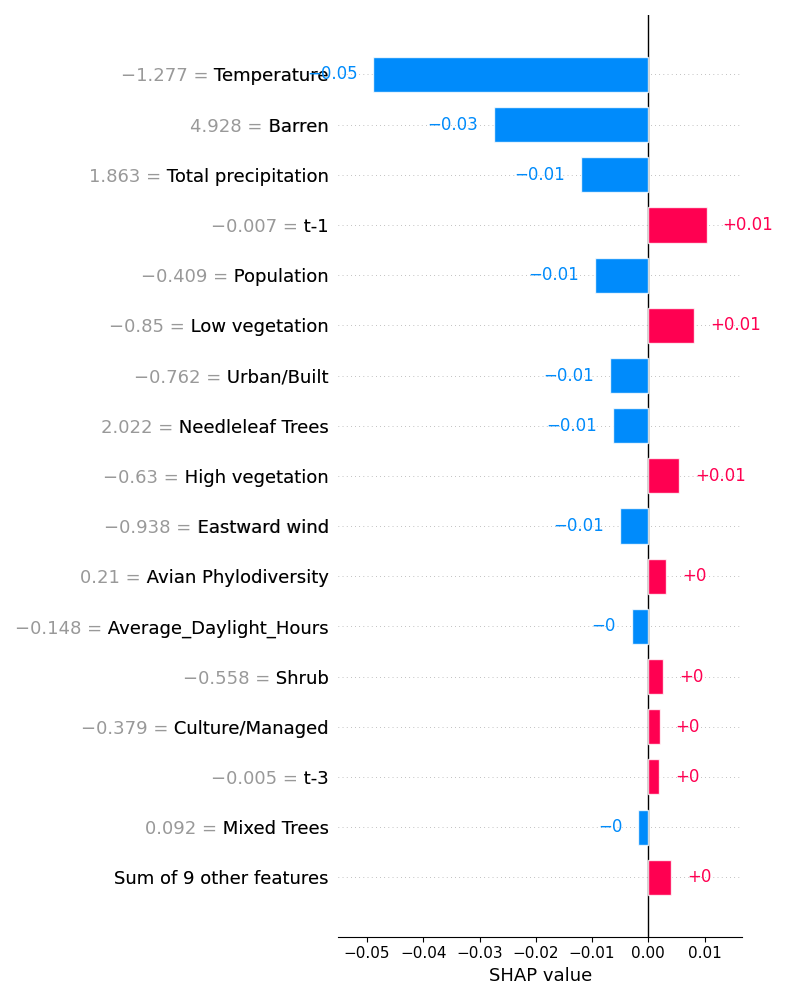 −1.277 = Temperature −0.05
4.928 = Barren −0.03
1.863 = Total precipitation −0.01
−0.007 = t-1 +0.01
−0.409 = Population −0.01
−0.85 = Low vegetation +0.01
−0.762 = Urban/Built −0.01
2.022 = Needleleaf Trees −0.01
−0.63 = High vegetation +0.01
−0.938 = Eastward wind −0.01
0.21 = Avian Phylodiversity +0
−0.148 = Average_Daylight_Hours −0
−0.558 = Shrub +0
−0.379 = Culture/Managed +0
−0.005 = t-3 +0
0.092 = Mixed Trees −0
Sum of 9 other features +0
−0.05 −0.04 −0.03 −0.02 −0.01 0.00 0.01
SHAP value